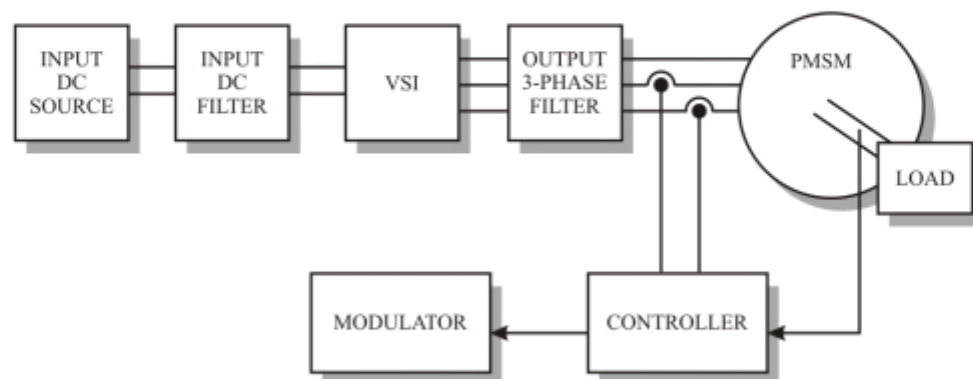 INPUT
DC
SOURCE
INPUT
DC
FILTER
VSI
OUTPUT
3-PHASE
FILTER
PMSM
LOAD
MODULATOR
CONTROLLER